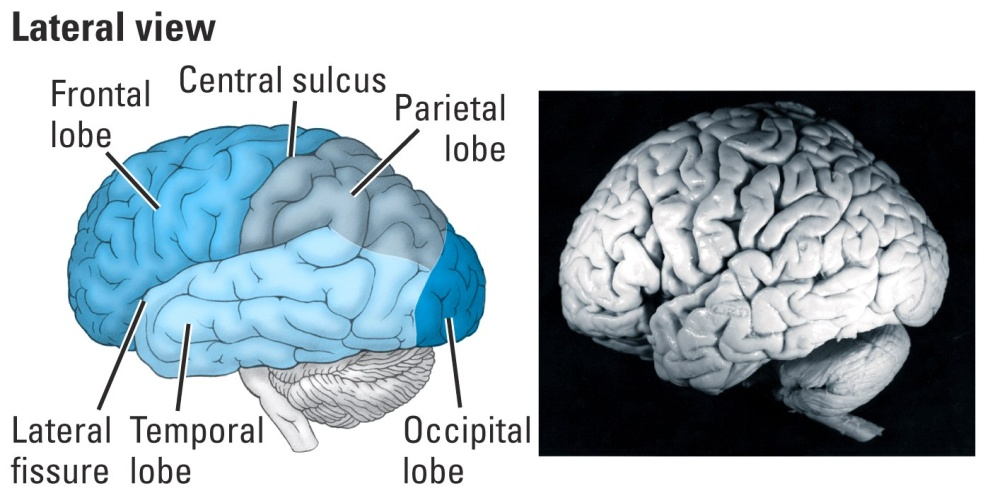 Lateral view
Frontal
lobe
Central sulcus
Parietal
lobe
Lateral
fissure
Temporal
lobe
Occipital
lobe